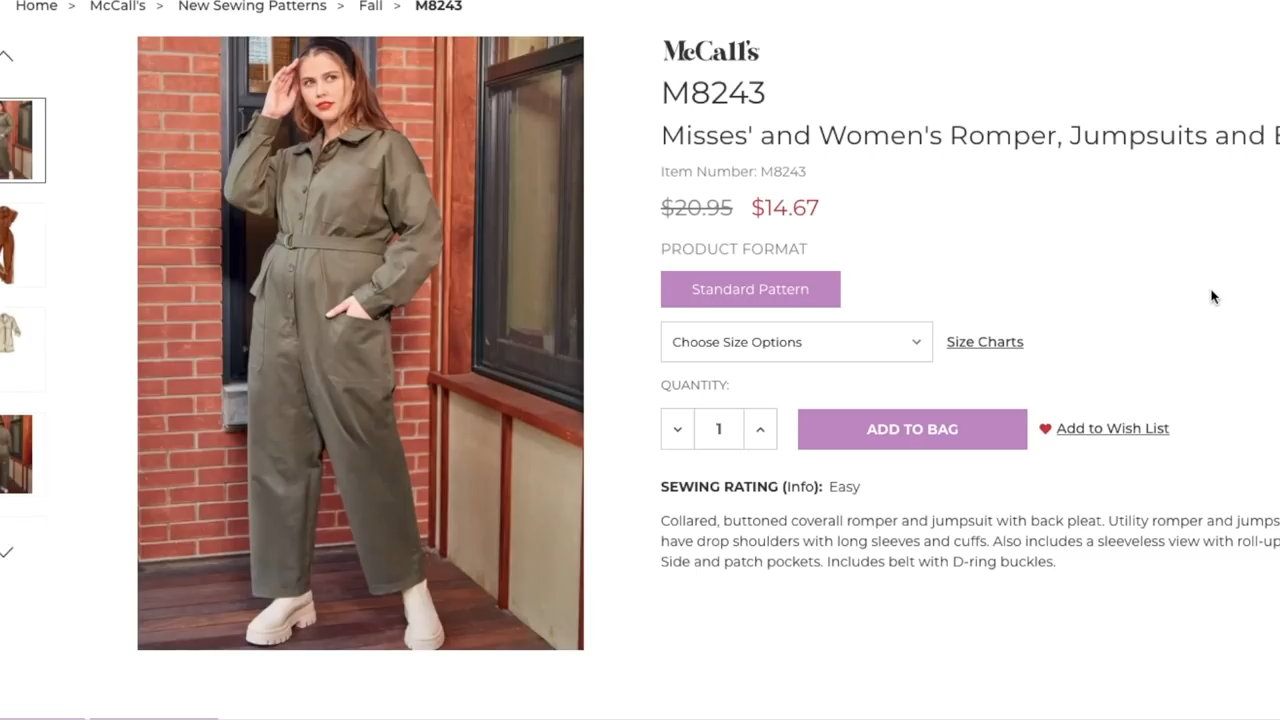 Home > McCall's > New Sewing Patterns > Fall > M8243
McCall's
M8243
Misses' and Women's Romper, Jumpsuits and
Item Number: M8243
$20.95 $14.67
PRODUCT FORMAT
Standard Pattern
Choose Size Options
Size Charts
QUANTITY:
1
ADD TO BAG
Add to Wish List
SEWING RATING (Info): Easy
Collared, buttoned coverall romper and jumpsuit with back pleat. Utility romper and jumps
have drop shoulders with long sleeves and cuffs. Also includes a sleeveless view with roll-up
Side and patch pockets. Includes belt with D-ring buckles.